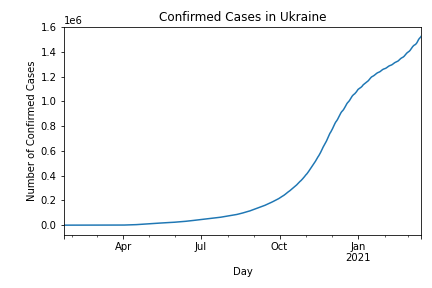 Confirmed Cases in Ukraine
1e6
1.6
1.4
1.2
1.0
0.8
0.6
0.4
0.2
0.0
Number of Confirmed Cases
Apr
Jul
Oct
Jan
2021
Day